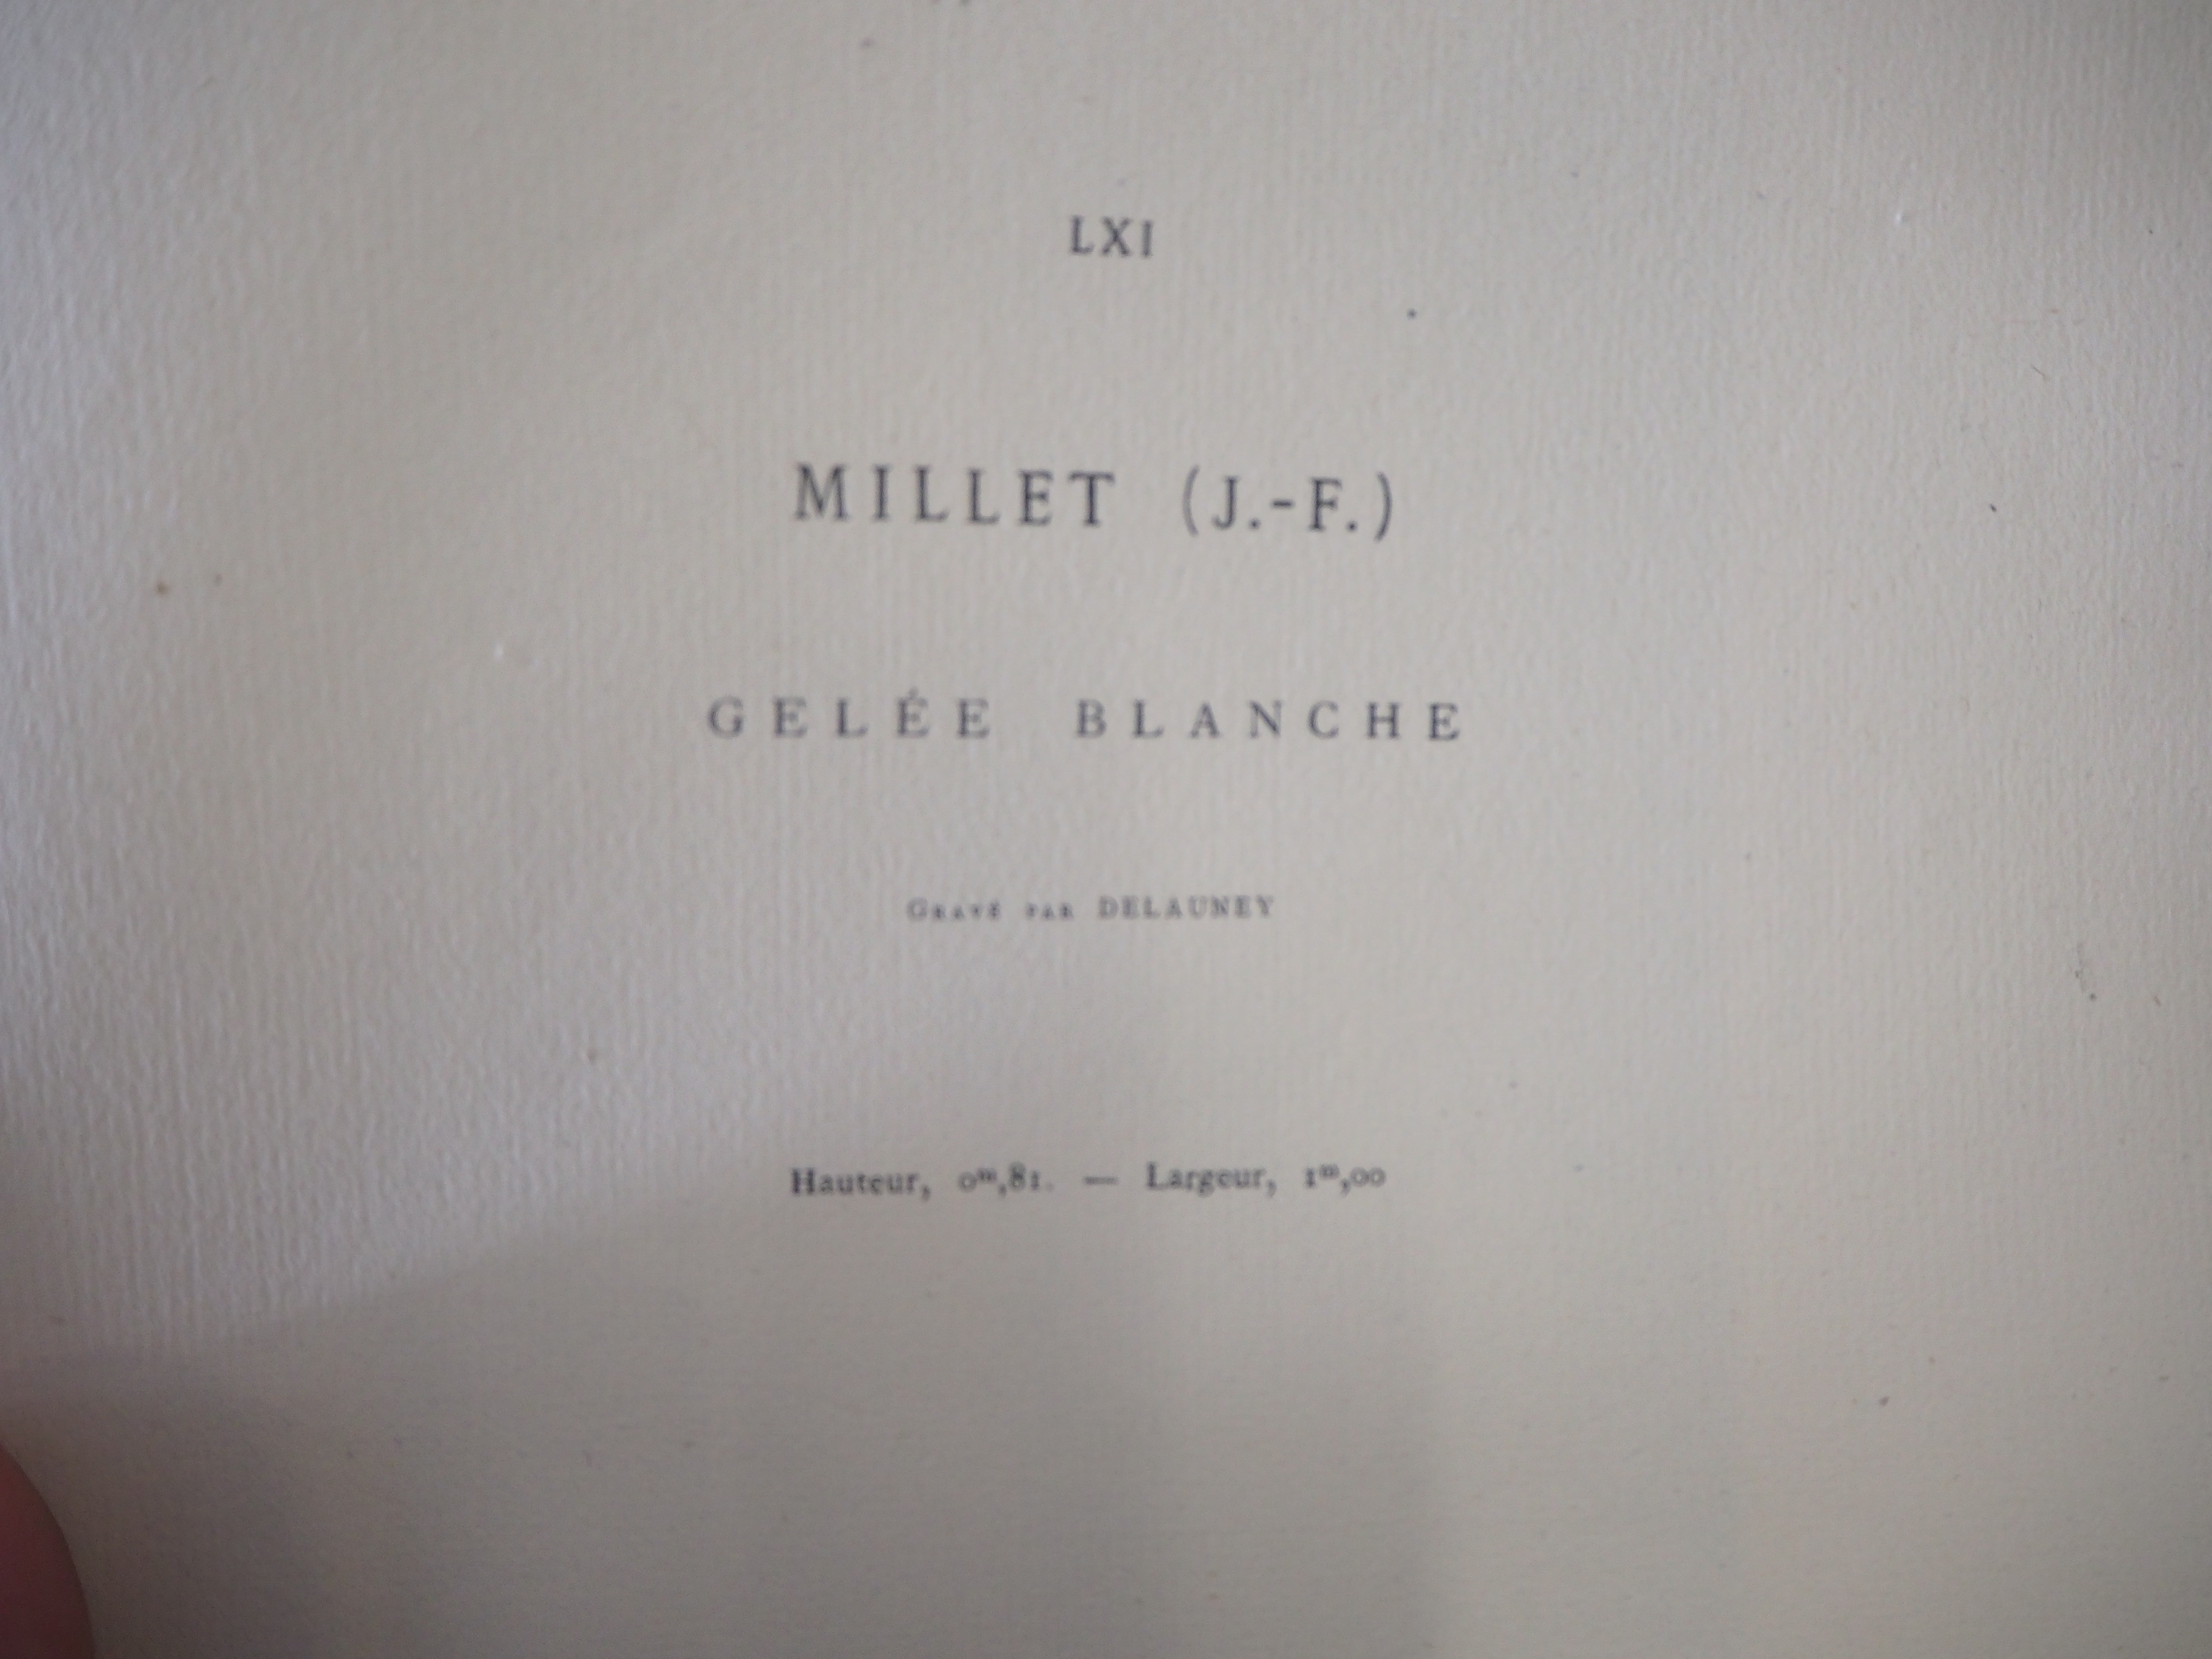 LXI
MILLET (J.-F.)
GELÉE BLANCHE
GRAVÉ PAR DELAUNEY
Hauteur, 0ᵐ,81. — Largeur, 1ᵐ,00